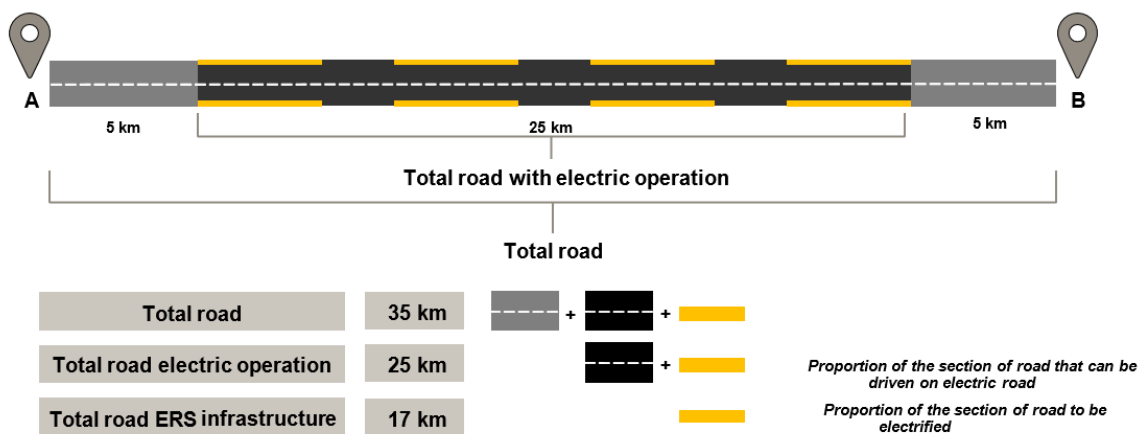 A
B
5 km
25 km
5 km
Total road with electric operation
Total road
Total road
35 km
+
+
Total road electric operation
25 km
+
Proportion of the section of road that can be
driven on electric road
Total road ERS infrastructure
17 km
Proportion of the section of road to be
electrified